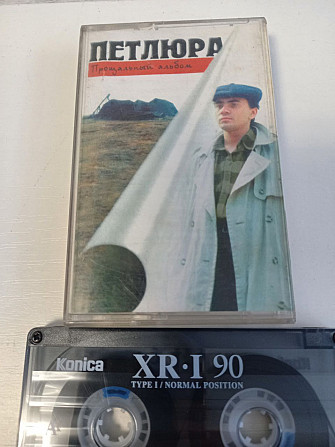 ПЕТЛЮРА
Прощальный альбом
Konica
XR·I 90
TYPE I / NORMAL POSITION
A